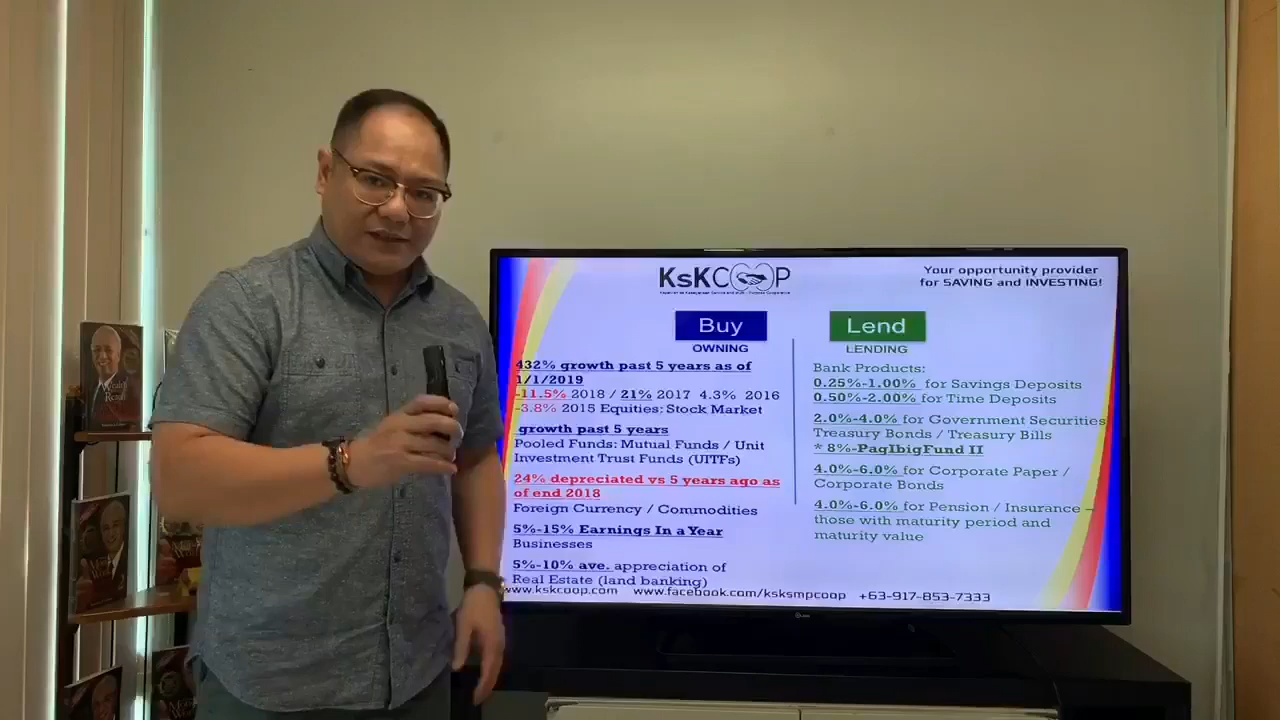 KsKCOOP
Your opportunity provider
for SAVING and INVESTING!
Buy
OWNING
432% growth past 5 years as of
1/1/2019
-11.5% 2018 / 21% 2017 4.3% 2016
-3.8% 2015 Equities; Stock Market
growth past 5 years
Pooled Funds: Mutual Funds / Unit
Investment Trust Funds (UITFs)
24% depreciated vs 5 years ago as
of end 2018
Foreign Currency / Commodities
5%-15% Earnings In a Year
Businesses
5%-10% ave. appreciation of
Real Estate (land banking)
Lend
LENDING
Bank Products:
0.25%-1.00% for Savings Deposits
0.50%-2.00% for Time Deposits
2.0%-4.0% for Government Securities
Treasury Bonds / Treasury Bills
* 8%-PagIbigFund II
4.0%-6.0% for Corporate Paper /
Corporate Bonds
4.0%-6.0% for Pension / Insurance –
those with maturity period and
maturity value
www.kskcoop.com www.facebook.com/ksksmpcoop +63-917-853-7333